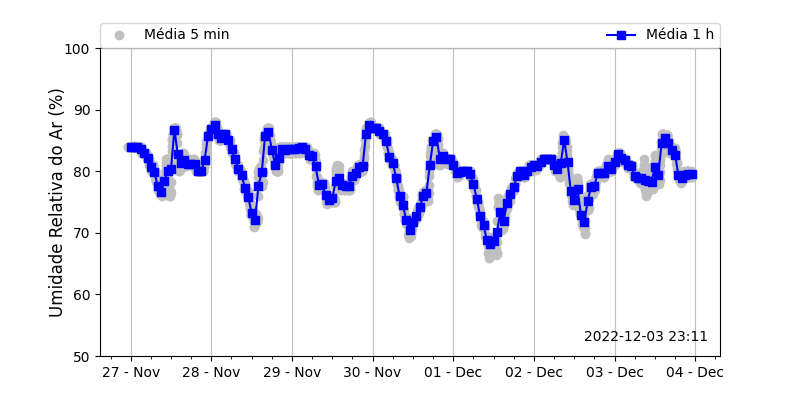 Média 5 min Média 1 h
100
90
80
70
60
50
Umidade Relativa do Ar (%)
2022-12-03 23:11
27 - Nov 28 - Nov 29 - Nov 30 - Nov 01 - Dec 02 - Dec 03 - Dec 04 - Dec